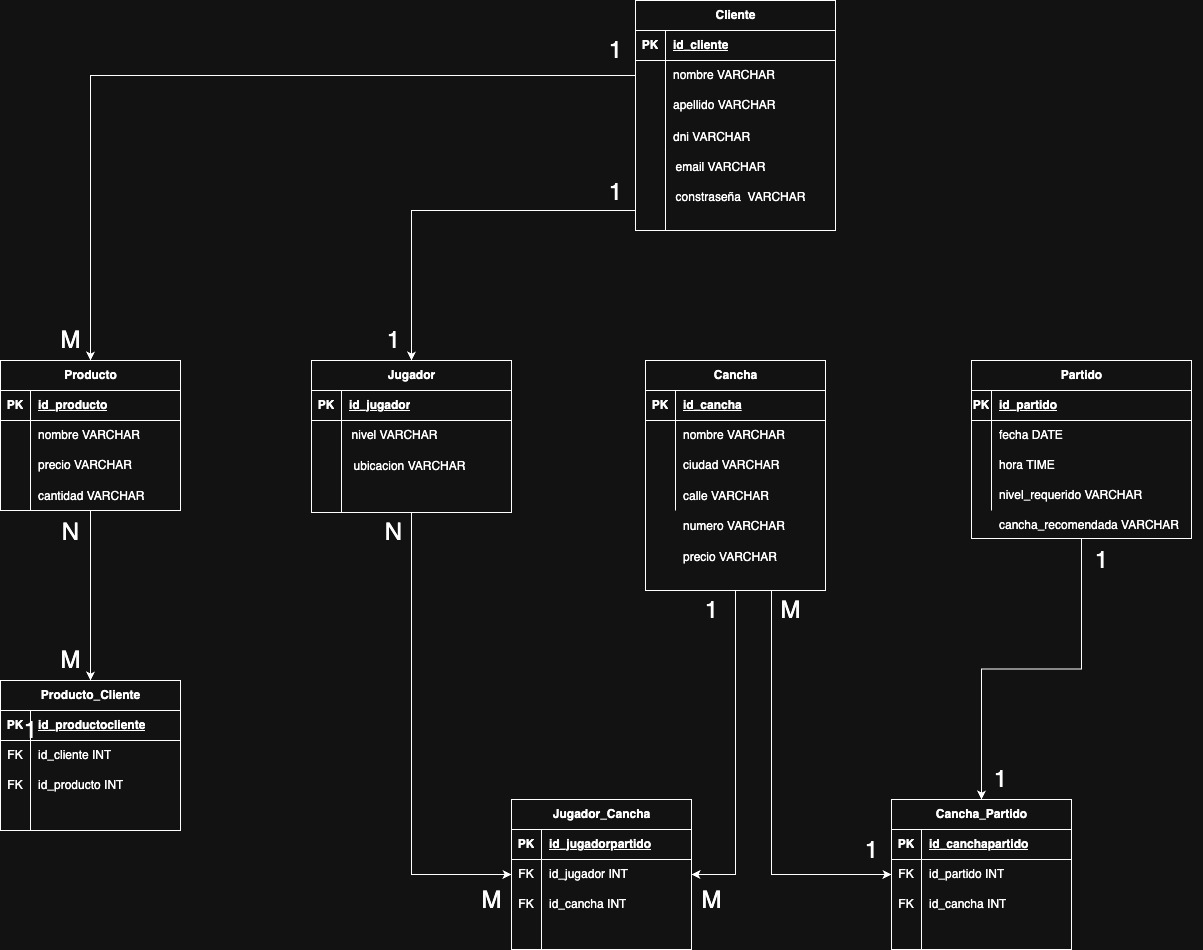 Cliente
1
PK id_cliente
nombre VARCHAR
apellido VARCHAR
dni VARCHAR
email VARCHAR
1
constraseña VARCHAR
M
1
Producto
PK id_producto
nombre VARCHAR
precio VARCHAR
cantidad VARCHAR
N
Jugador
PK id_jugador
nivel VARCHAR
ubicacion VARCHAR
N
Cancha
PK id_cancha
nombre VARCHAR
ciudad VARCHAR
calle VARCHAR
numero VARCHAR
precio VARCHAR
1
M
Partido
PK id_partido
fecha DATE
hora TIME
nivel_requerido VARCHAR
cancha_recomendada VARCHAR
1
M
Producto_Cliente
PK 1 id_productocliente
FK id_cliente INT
FK id_producto INT
Jugador_Cancha
PK id_jugadorpartido
FK id_jugador INT
FK id_cancha INT
M
M
1
Cancha_Partido
PK id_canchapartido
1
FK id_partido INT
FK id_cancha INT